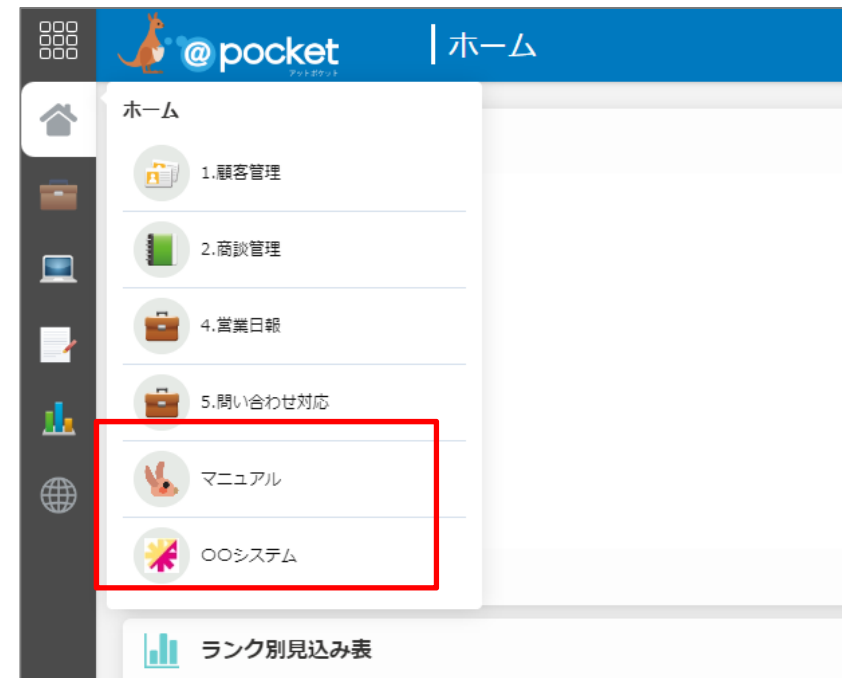 @pocket
アットポケット
ホーム
ホーム
1.顧客管理
2.商談管理
4.営業日報
5.問い合わせ対応
マニュアル
○○システム
ランク別見込み表